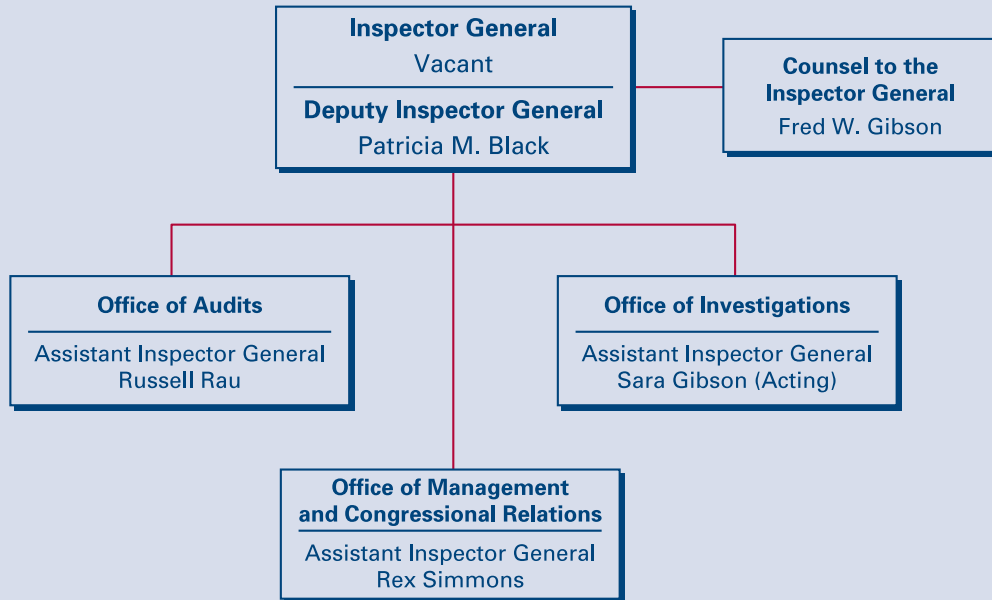 Inspector General
Vacant
Deputy Inspector General
Patricia M. Black
Counsel to the
Inspector General
Fred W. Gibson
Office of Audits
Assistant Inspector General
Russell Rau
Office of Investigations
Assistant Inspector General
Sara Gibson (Acting)
Office of Management
and Congressional Relations
Assistant Inspector General
Rex Simmons